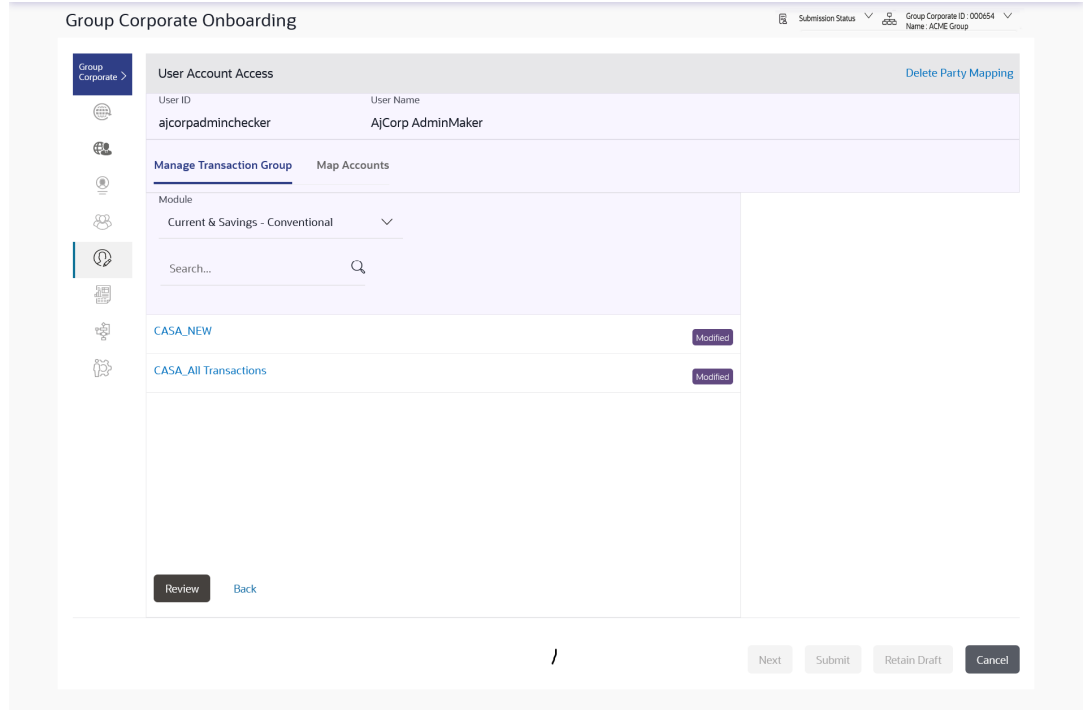 Group Corporate Onboarding
Submission Status
Group Corporate ID : 000654
Name : ACME Group
Group
Corporate
User Account Access
Delete Party Mapping
User ID
User Name
ajcorpadminchecker
AjCorp AdminMaker
Manage Transaction Group
Map Accounts
Module
Current & Savings - Conventional
Search...
CASA_NEW
Modified
CASA_All Transactions
Modified
Review
Back
Next
Submit
Retain Draft
Cancel